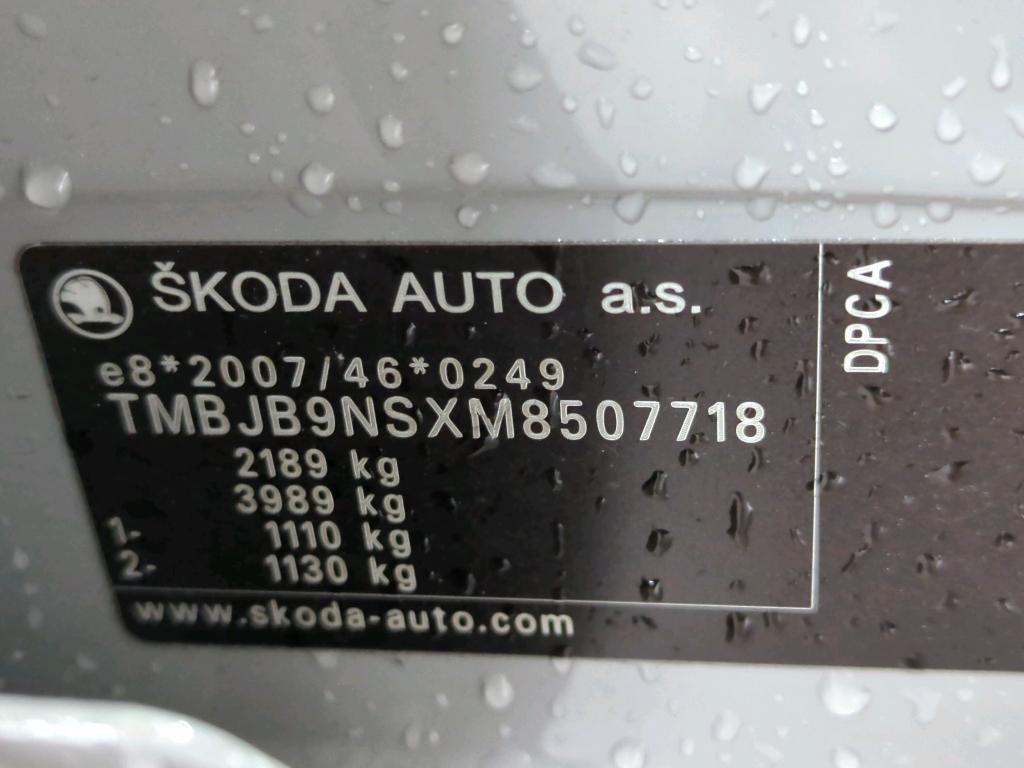 ŠKODA AUTO a.s.
e8*2007/46*0249
TMBJB9NSXM8507718
2189 kg
3989 kg
1- 1110 kg
2- 1130 kg
www.skoda-auto.com
DPCA